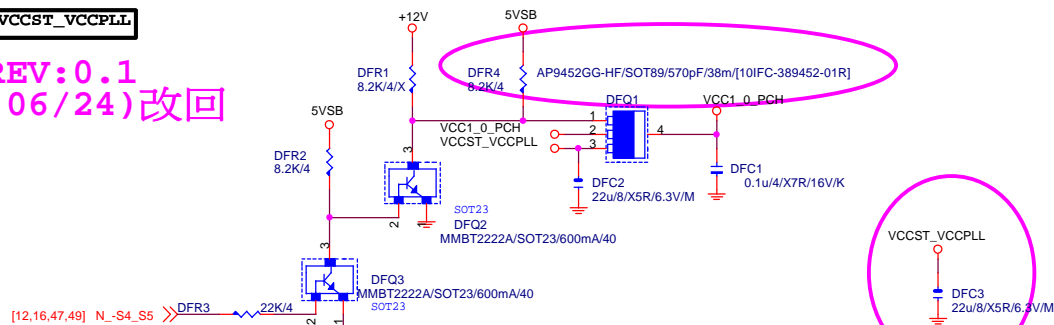 VCCST_VCCPLL
REV:0.1
06/24)改回
+12V
5VSB
DFR1
8.2K/4/X
DFR4
8.2K/4
AP9452GG-HF/SOT89/570pF/38m/[10IFC-389452-01R]
DFQ1
VCC1_0_PCH
5VSB
1
VCC1_0_PCH
2
4
VCCST_VCCPLL
3
DFR2
8.2K/4
3
DFC1
0.1u/4/X7R/16V/K
DFC2
22u/8/X5R/6.3V/M
SOT23
2
1
DFQ2
MMBT2222A/SOT23/600mA/40
VCCST_VCCPLL
3
DFQ3
MMBT2222A/SOT23/600mA/40
SOT23
DFC3
22u/8/X5R/6.3V/M
[12,16,47,49] N_-S4_S5
DFR3
22K/4
2
1